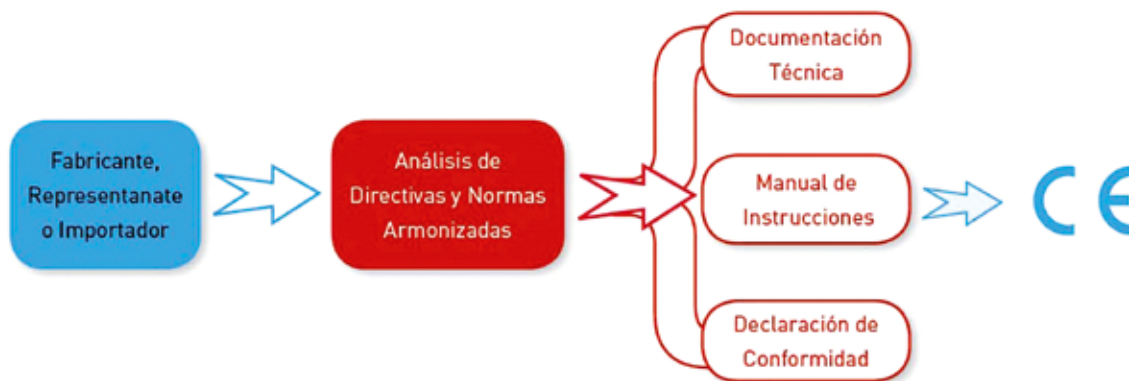 Fabricante,
Representanate
o Importador
Análisis de
Directivas y Normas
Armonizadas
Documentación
Técnica
Manual de
Instrucciones
Declaración de
Conformidad
CE